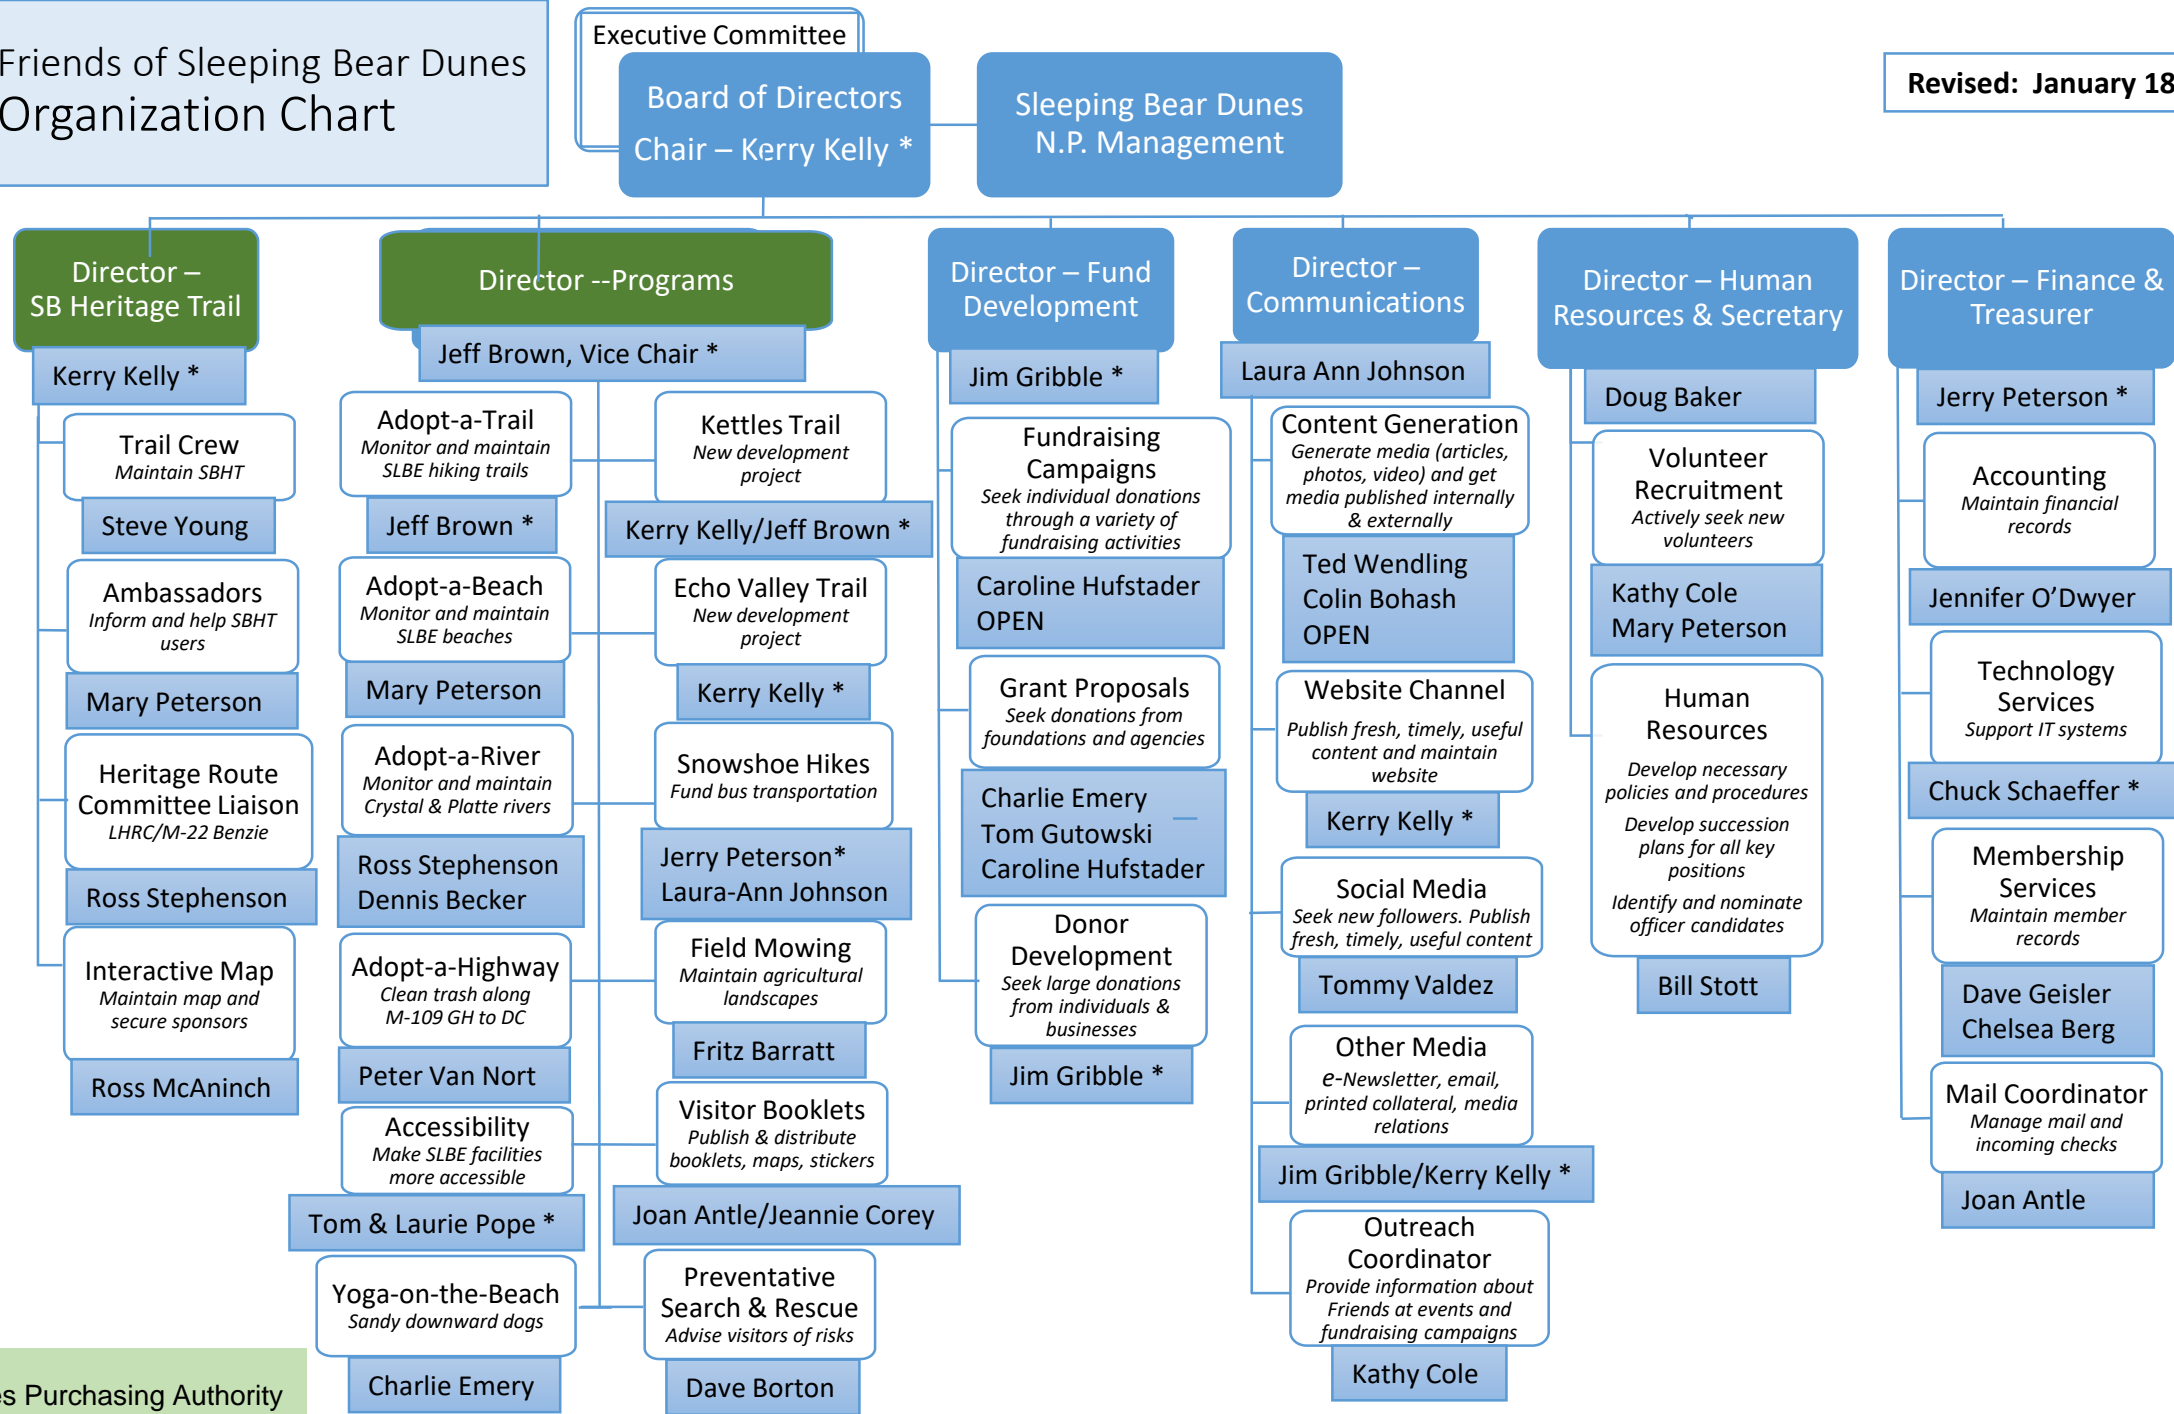 Friends of Sleeping Bear Dunes
Organization Chart
Executive Committee
Board of Directors
Chair – Kerry Kelly *
Sleeping Bear Dunes
N.P. Management
Revised: January 18
Director –
SB Heritage Trail
Kerry Kelly *
Trail Crew
Maintain SBHT
Steve Young
Ambassadors
Inform and help SBHT
users
Mary Peterson
Heritage Route
Committee Liaison
LHRC/M-22 Benzie
Ross Stephenson
Interactive Map
Maintain map and
secure sponsors
Ross McAninch
Director --Programs
Jeff Brown, Vice Chair *
Adopt-a-Trail
Monitor and maintain
SLBE hiking trails
Jeff Brown *
Adopt-a-Beach
Monitor and maintain
SLBE beaches
Mary Peterson
Adopt-a-River
Monitor and maintain
Crystal & Platte rivers
Ross Stephenson
Dennis Becker
Adopt-a-Highway
Clean trash along
M-109 GH to DC
Peter Van Nort
Accessibility
Make SLBE facilities
more accessible
Tom & Laurie Pope *
Yoga-on-the-Beach
Sandy downward dogs
Charlie Emery
Kettles Trail
New development
project
Kerry Kelly/Jeff Brown *
Echo Valley Trail
New development
project
Kerry Kelly *
Snowshoe Hikes
Fund bus transportation
Jerry Peterson*
Laura-Ann Johnson
Field Mowing
Maintain agricultural
landscapes
Fritz Barratt
Visitor Booklets
Publish & distribute
booklets, maps, stickers
Joan Antle/Jeannie Corey
Preventative
Search & Rescue
Advise visitors of risks
Dave Borton
Director – Fund
Development
Jim Gribble *
Fundraising
Campaigns
Seek individual donations
through a variety of
fundraising activities
Caroline Hufstader
OPEN
Grant Proposals
Seek donations from
foundations and agencies
Charlie Emery
Tom Gutowski
Caroline Hufstader
Donor
Development
Seek large donations
from individuals &
businesses
Jim Gribble *
Director –
Communications
Laura Ann Johnson
Content Generation
Generate media (articles,
photos, video) and get
media published internally
& externally
Ted Wendling
Colin Bohash
OPEN
Website Channel
Publish fresh, timely, useful
content and maintain
website
Kerry Kelly *
Social Media
Seek new followers. Publish
fresh, timely, useful content
Tommy Valdez
Other Media
e-Newsletter, email,
printed collateral, media
relations
Jim Gribble/Kerry Kelly *
Outreach
Coordinator
Provide information about
Friends at events and
fundraising campaigns
Kathy Cole
Director – Human
Resources & Secretary
Doug Baker
Volunteer
Recruitment
Actively seek new
volunteers
Kathy Cole
Mary Peterson
Human
Resources
Develop necessary
policies and procedures
Develop succession
plans for all key
positions
Identify and nominate
officer candidates
Bill Stott
Director – Finance &
Treasurer
Jerry Peterson *
Accounting
Maintain financial
records
Jennifer O’Dwyer
Technology
Services
Support IT systems
Chuck Schaeffer *
Membership
Services
Maintain member
records
Dave Geisler
Chelsea Berg
Mail Coordinator
Manage mail and
incoming checks
Joan Antle
Purchasing Authority